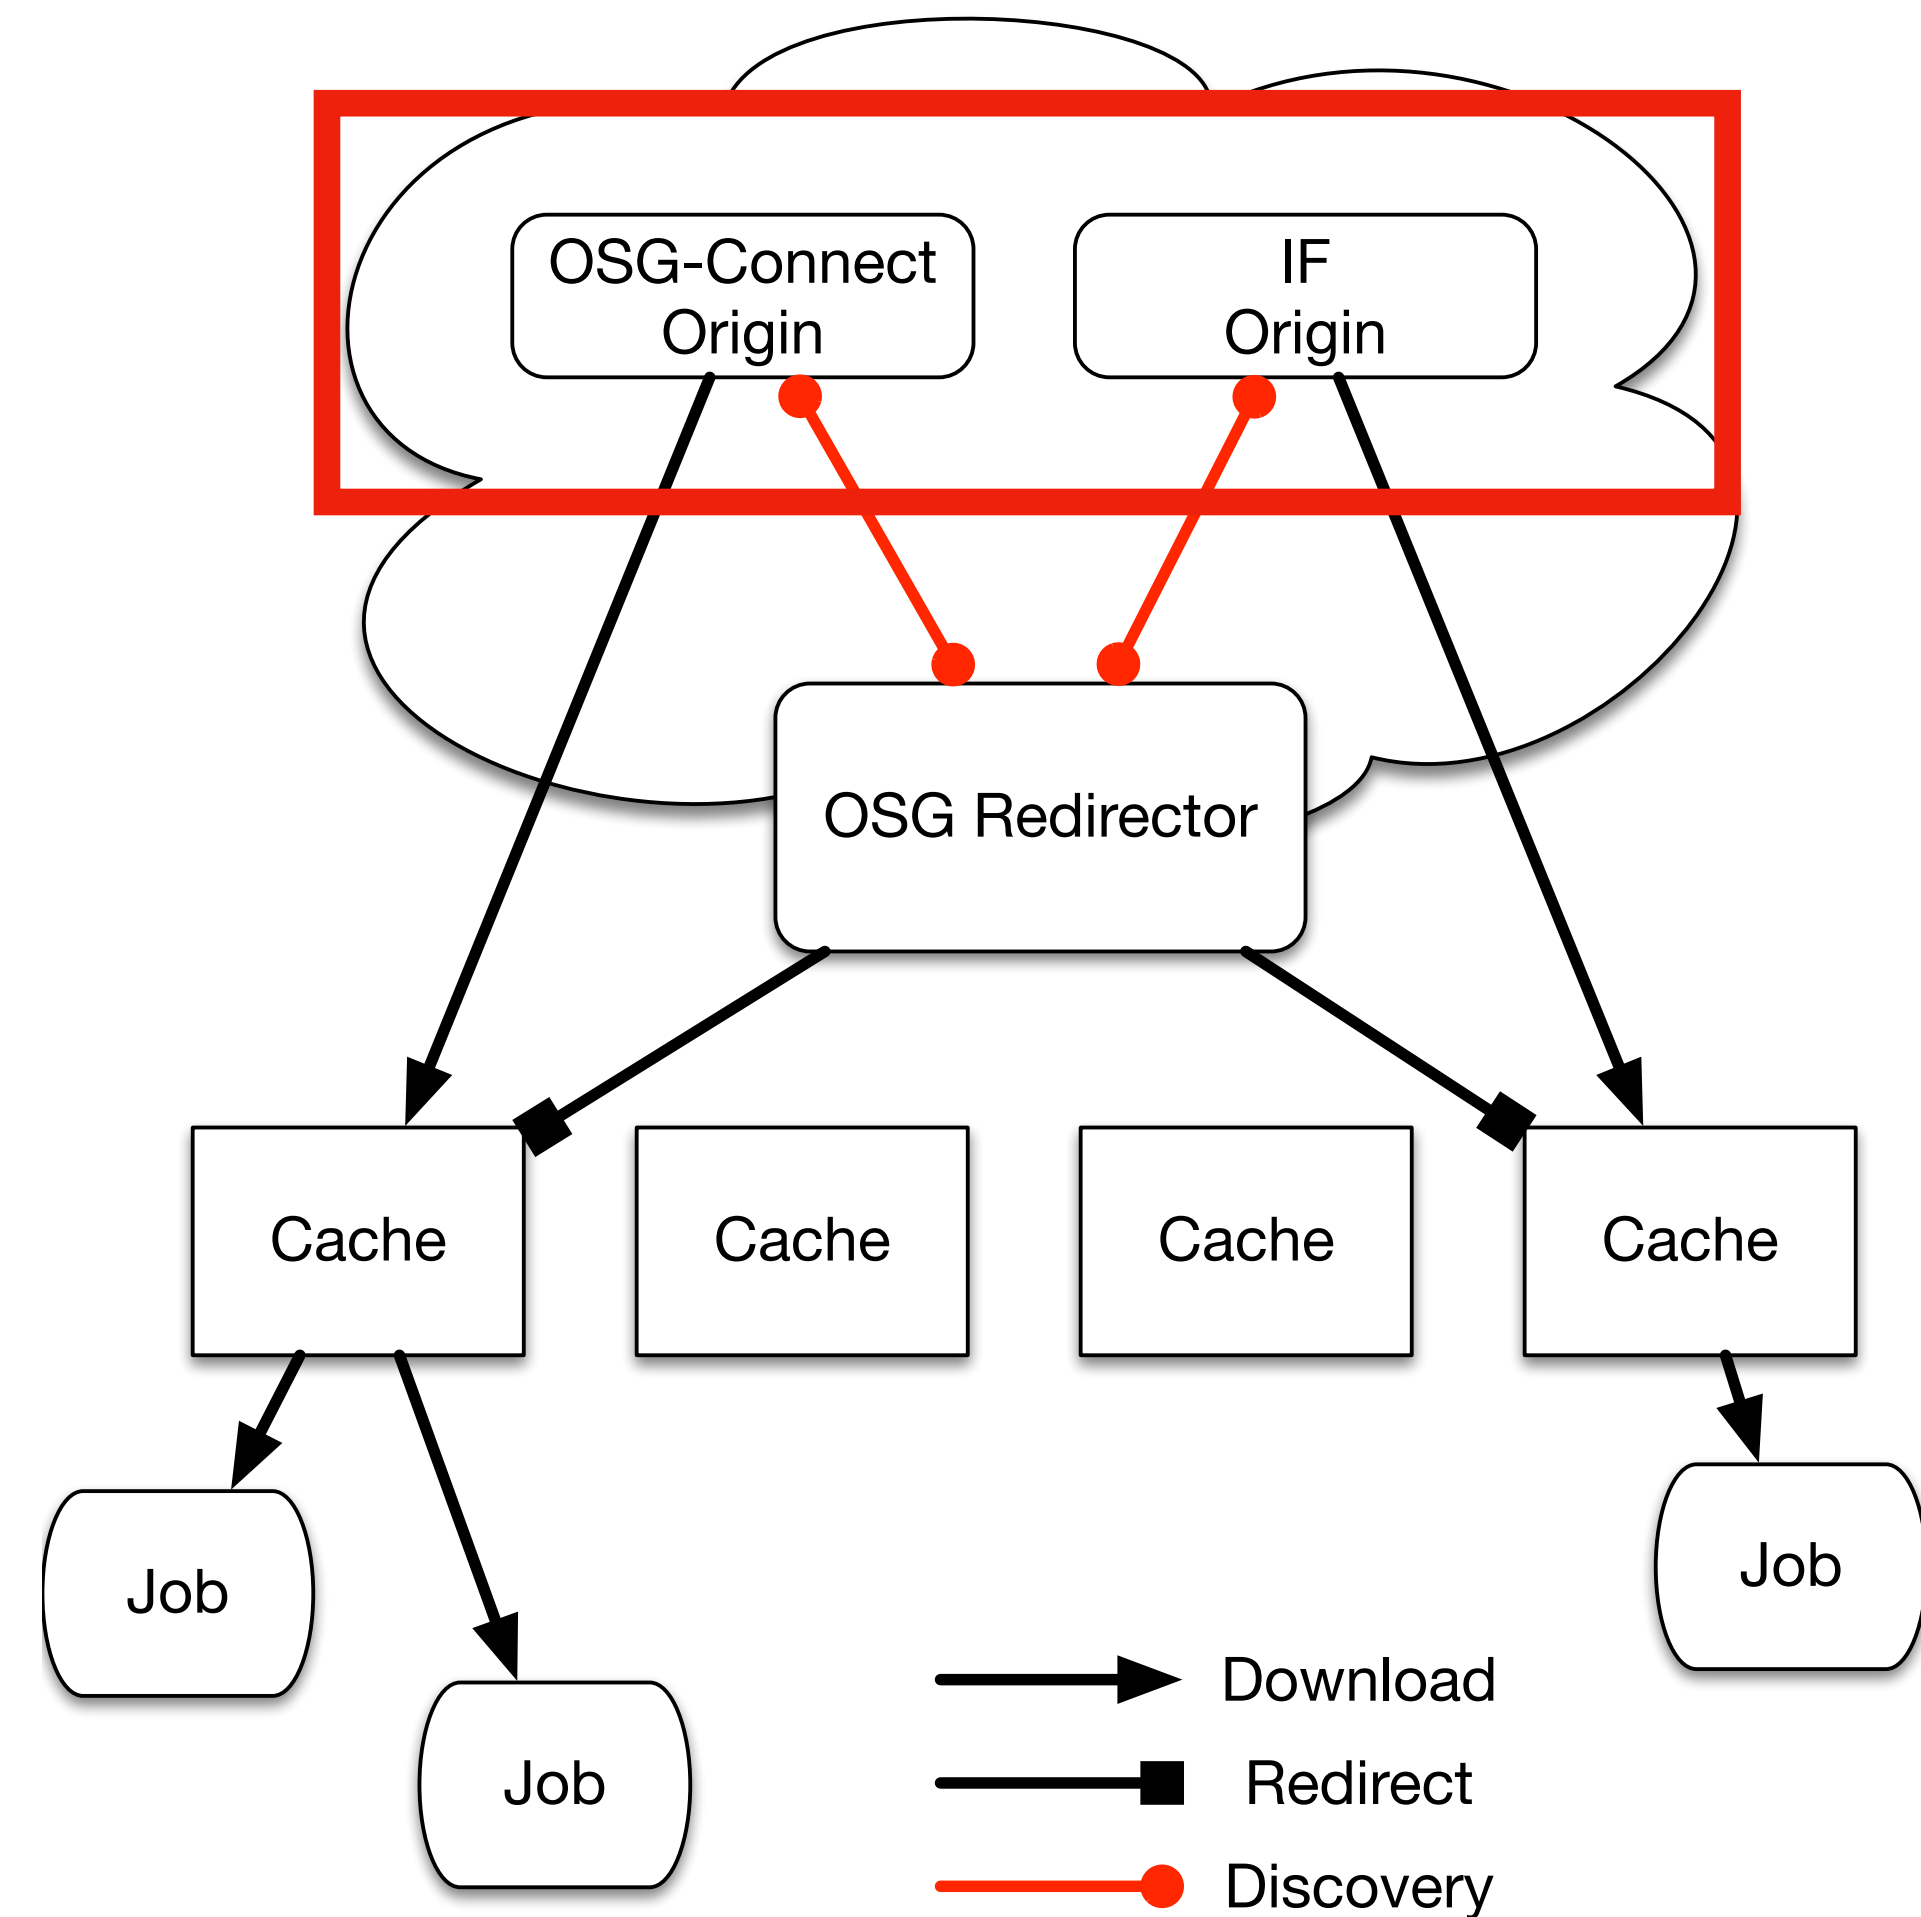 OSG-Connect
Origin
IF
Origin
OSG Redirector
Cache
Cache
Cache
Cache
Job
Job
Job
Download
Redirect
Discovery